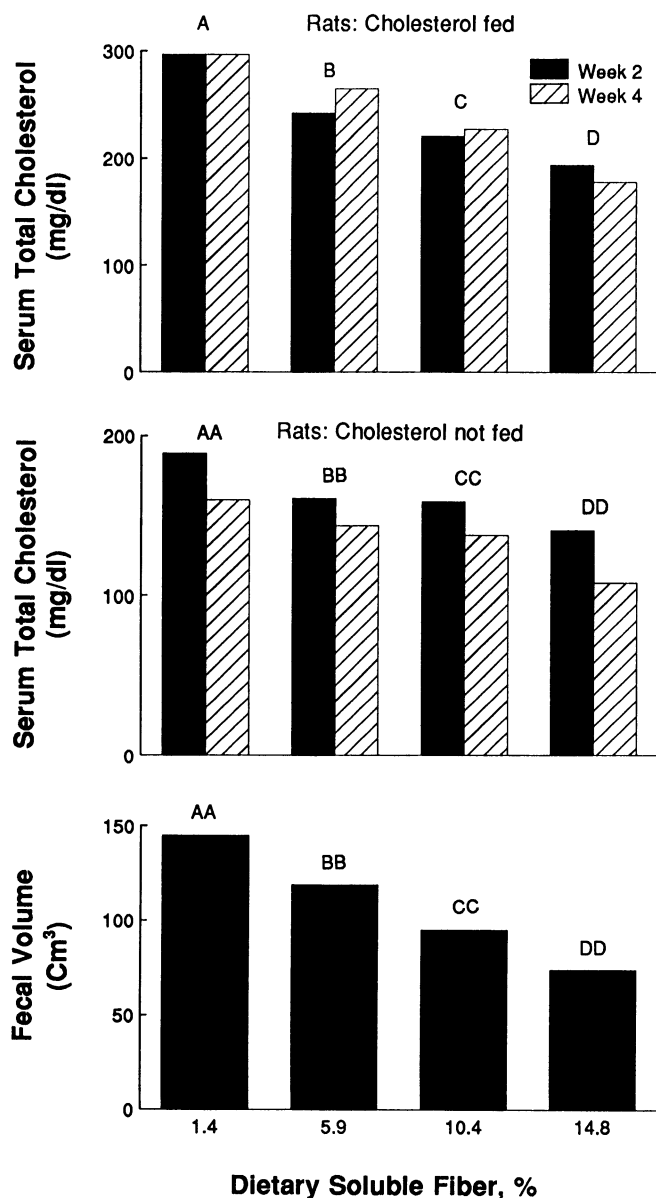 A Rats: Cholesterol fed
300
B
Week 2
Week 4
C
D
200
100
0
Serum Total Cholesterol
(mg/dl)
200
AA Rats: Cholesterol not fed
BB
CC
DD
100
0
Serum Total Cholesterol
(mg/dl)
150
AA
BB
CC
DD
100
50
0
Fecal Volume
(Cm³)
1.4 5.9 10.4 14.8
Dietary Soluble Fiber, %